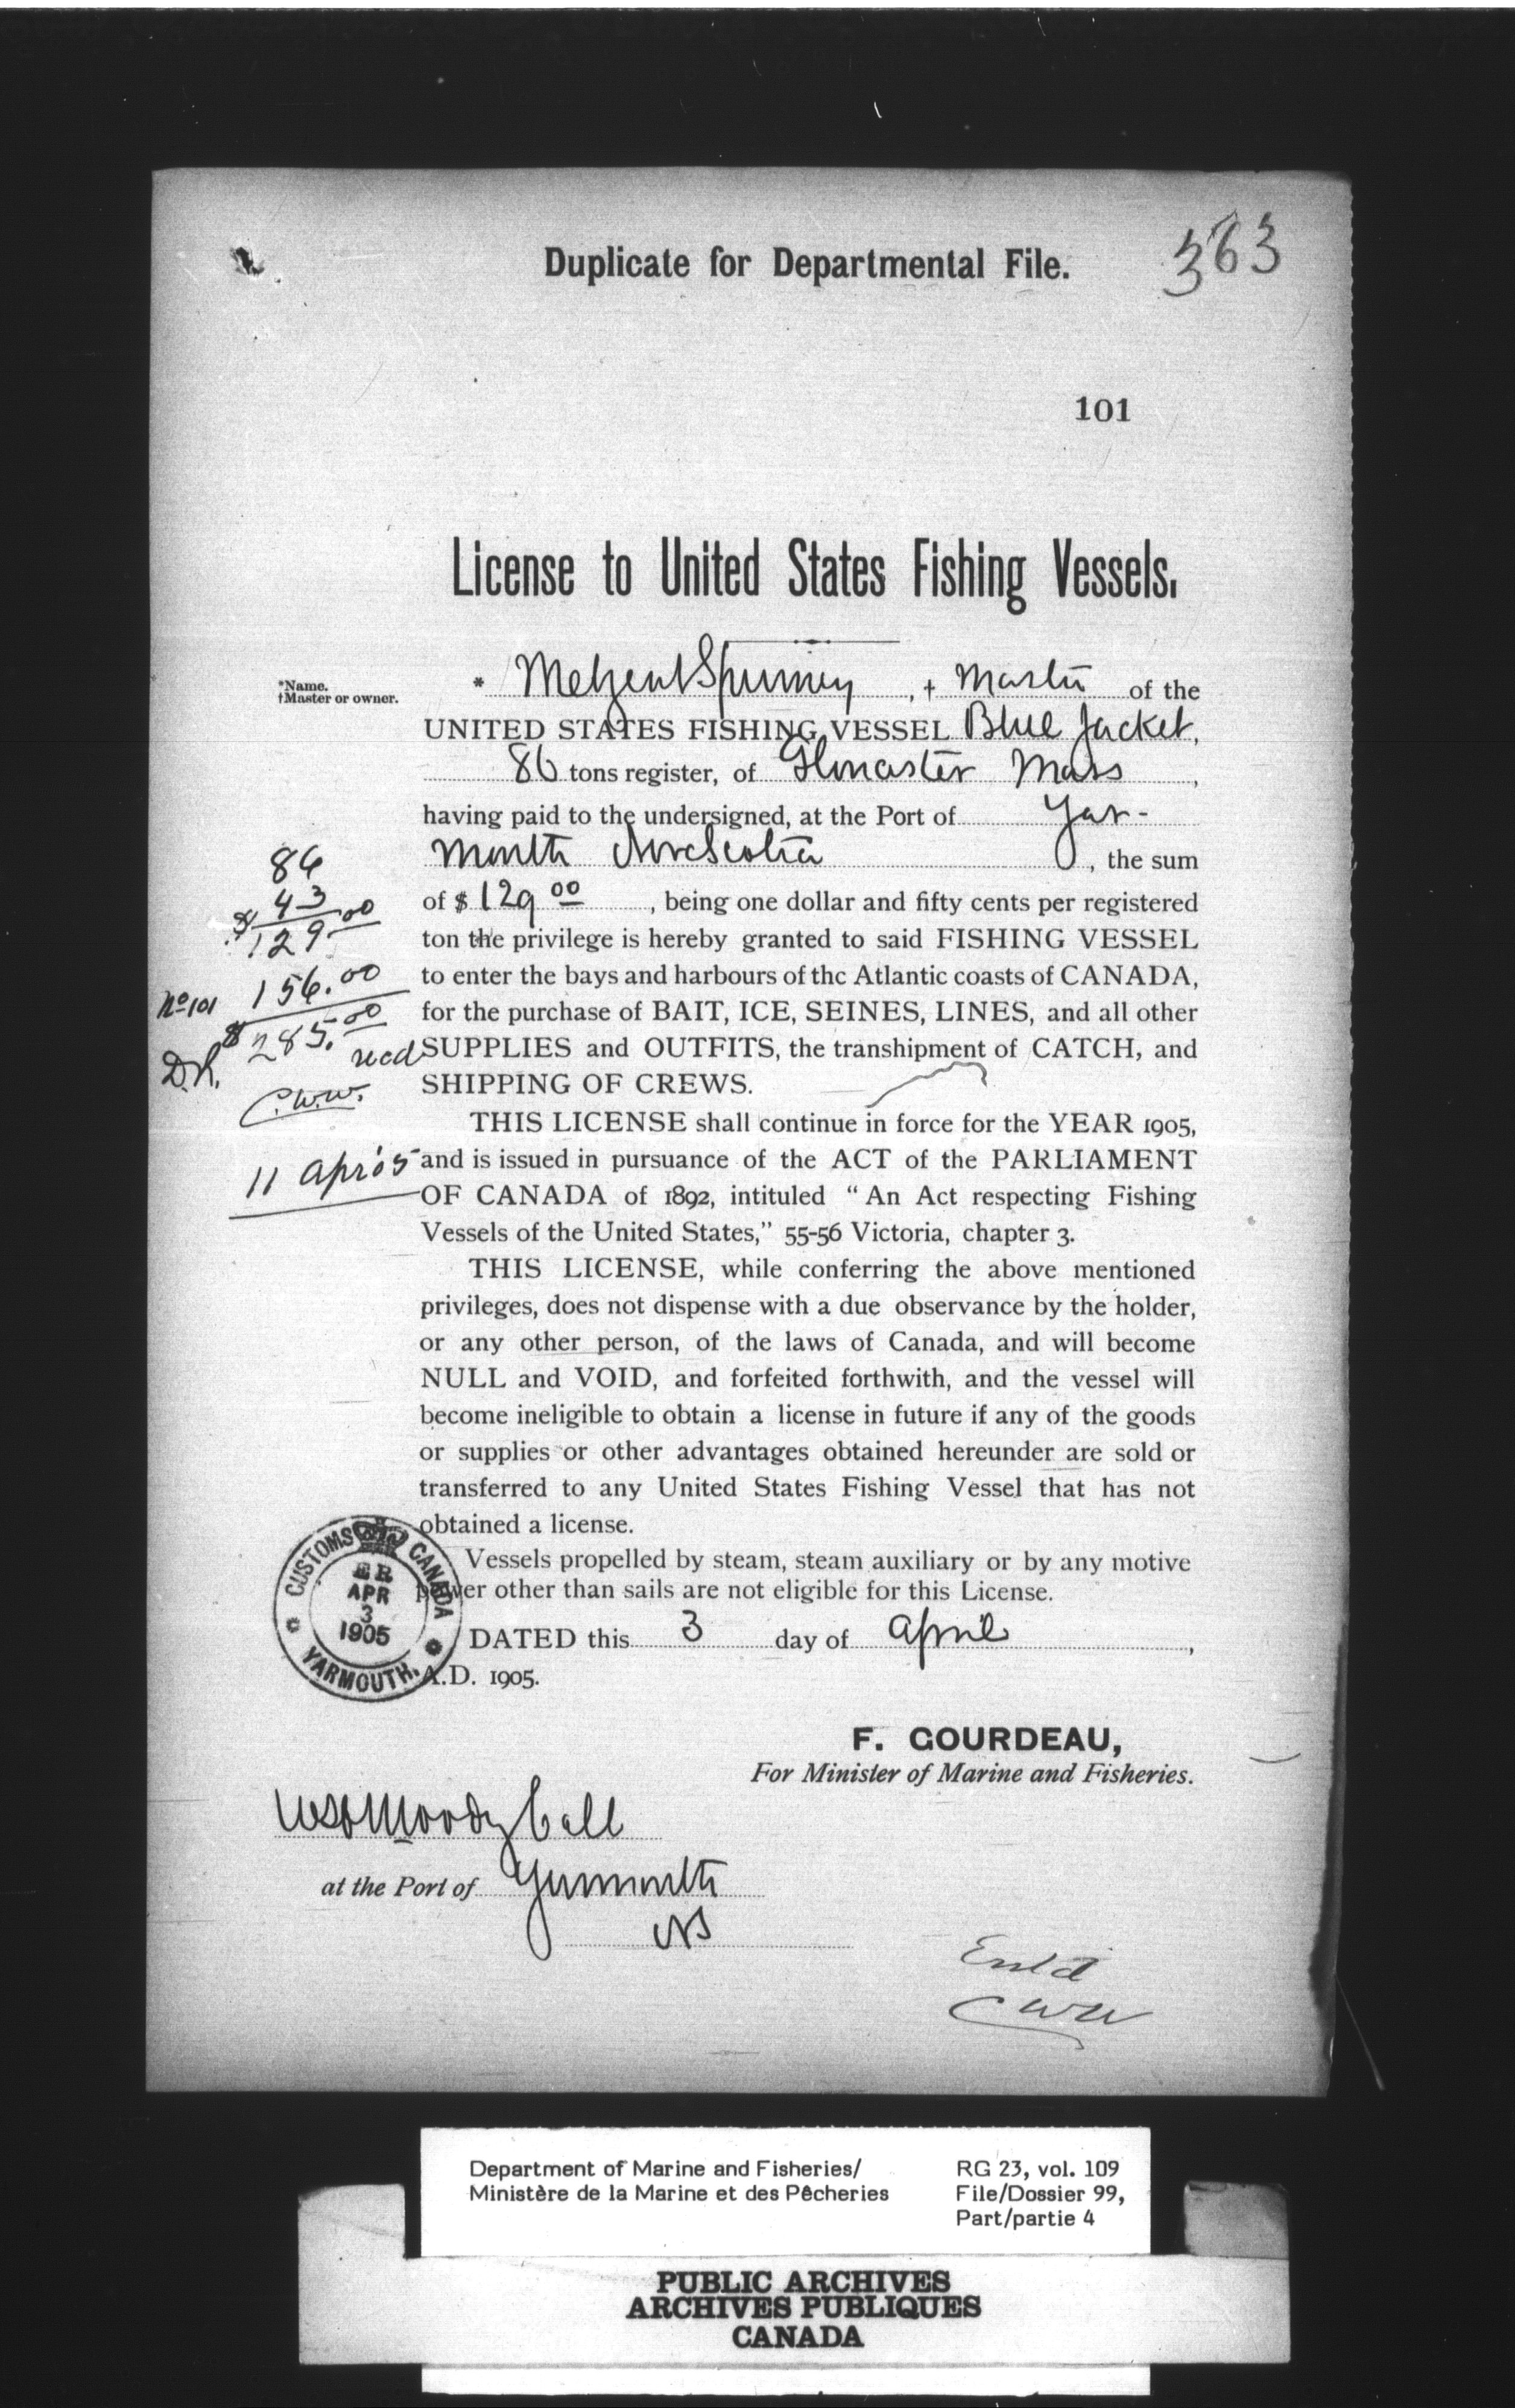 Duplicate for Departmental File.
363
101
License to United States Fishing Vessels.
*Name.
†Master or owner.
* Spinney, † Master of the
UNITED STATES FISHING VESSEL Blue Jacket,
86 tons register, of Gloucester Mass,
having paid to the undersigned, at the Port of Yar-
mouth Nova Scotia, the sum
of $ 129 00, being one dollar and fifty cents per registered
ton the privilege is hereby granted to said FISHING VESSEL
to enter the bays and harbours of the Atlantic coasts of CANADA,
for the purchase of BAIT, ICE, SEINES, LINES, and all other
SUPPLIES and OUTFITS, the transhipment of CATCH, and
SHIPPING OF CREWS.
86
43
$ 129.00
No 101 156.00
$ 285.00
D.R. recd
C.W.W.
11 Apr 05
THIS LICENSE shall continue in force for the YEAR 1905,
and is issued in pursuance of the ACT of the PARLIAMENT
OF CANADA of 1892, intituled “An Act respecting Fishing
Vessels of the United States,” 55-56 Victoria, chapter 3.
THIS LICENSE, while conferring the above mentioned
privileges, does not dispense with a due observance by the holder,
or any other person, of the laws of Canada, and will become
NULL and VOID, and forfeited forthwith, and the vessel will
become ineligible to obtain a license in future if any of the goods
or supplies or other advantages obtained hereunder are sold or
transferred to any United States Fishing Vessel that has not
obtained a license.
Vessels propelled by steam, steam auxiliary or by any motive
power other than sails are not eligible for this License.
CUSTOMS CANADA
ER
APR
3
1905
YARMOUTH.
DATED this 3 day of April,
A.D. 1905.
F. GOURDEAU,
For Minister of Marine and Fisheries.
Moody Coll
at the Port of Yarmouth
NS
Ent'd
CWW
Department of Marine and Fisheries/
Ministère de la Marine et des Pêcheries
RG 23, vol. 109
File/Dossier 99,
Part/partie 4
PUBLIC ARCHIVES
ARCHIVES PUBLIQUES
CANADA